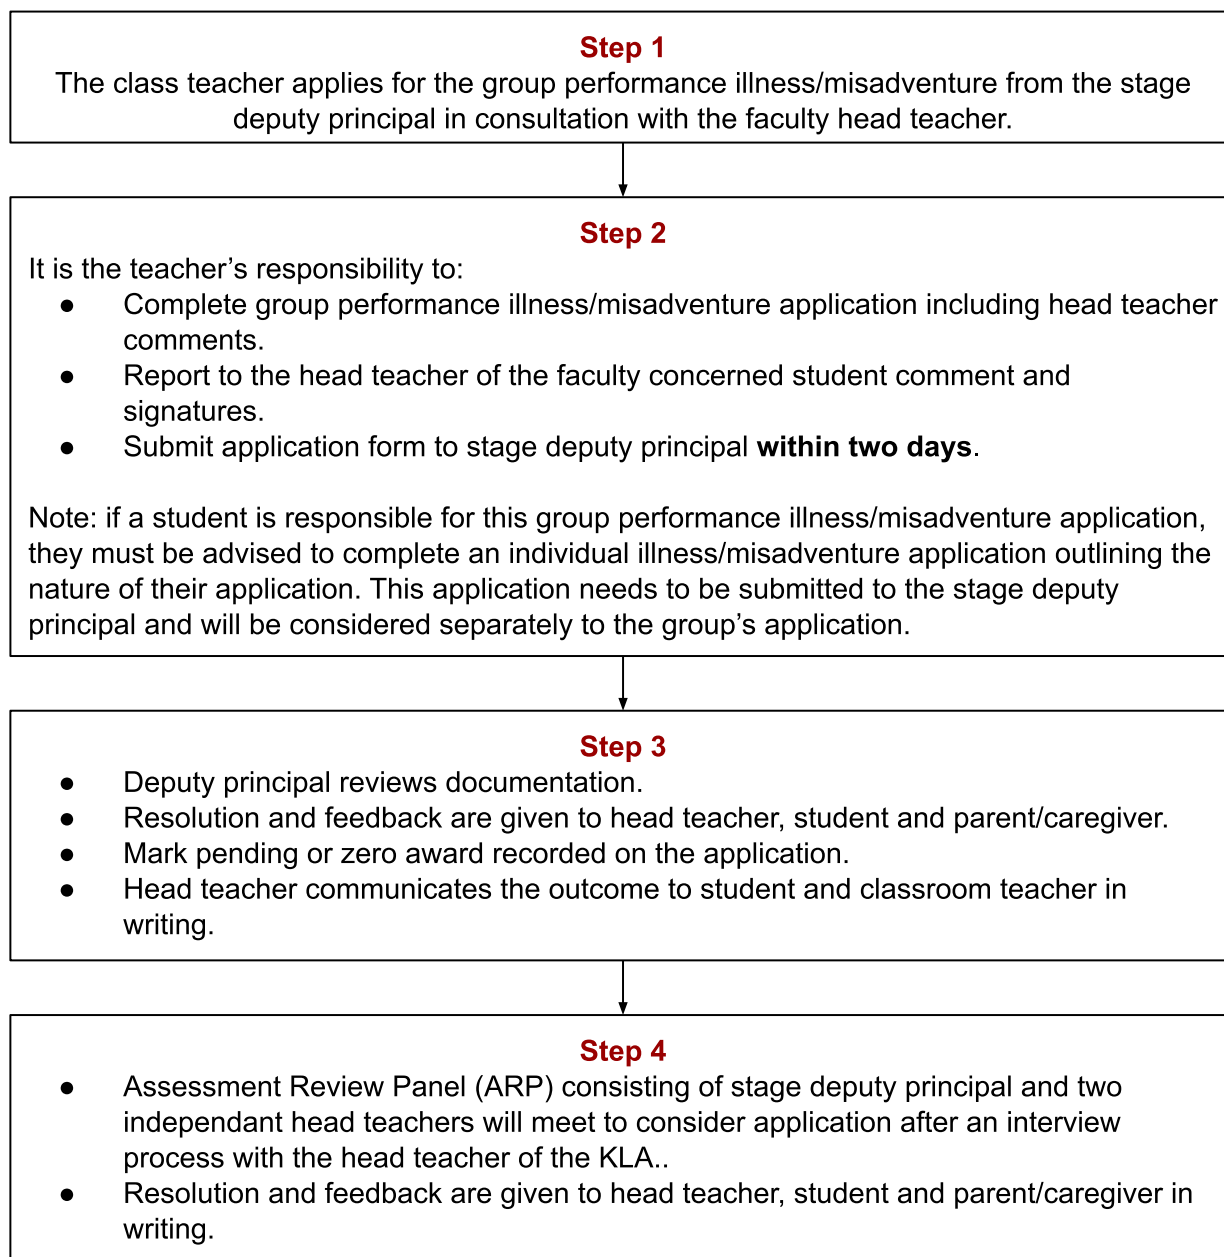 Step 1
The class teacher applies for the group performance illness/misadventure from the stage
deputy principal in consultation with the faculty head teacher.
Step 2
It is the teacher’s responsibility to:
● Complete group performance illness/misadventure application including head teacher
comments.
● Report to the head teacher of the faculty concerned student comment and
signatures.
● Submit application form to stage deputy principal within two days.
Note: if a student is responsible for this group performance illness/misadventure application,
they must be advised to complete an individual illness/misadventure application outlining the
nature of their application. This application needs to be submitted to the stage deputy
principal and will be considered separately to the group’s application.
Step 3
● Deputy principal reviews documentation.
● Resolution and feedback are given to head teacher, student and parent/caregiver.
● Mark pending or zero award recorded on the application.
● Head teacher communicates the outcome to student and classroom teacher in
writing.
Step 4
● Assessment Review Panel (ARP) consisting of stage deputy principal and two
independant head teachers will meet to consider application after an interview
process with the head teacher of the KLA..
● Resolution and feedback are given to head teacher, student and parent/caregiver in
writing.